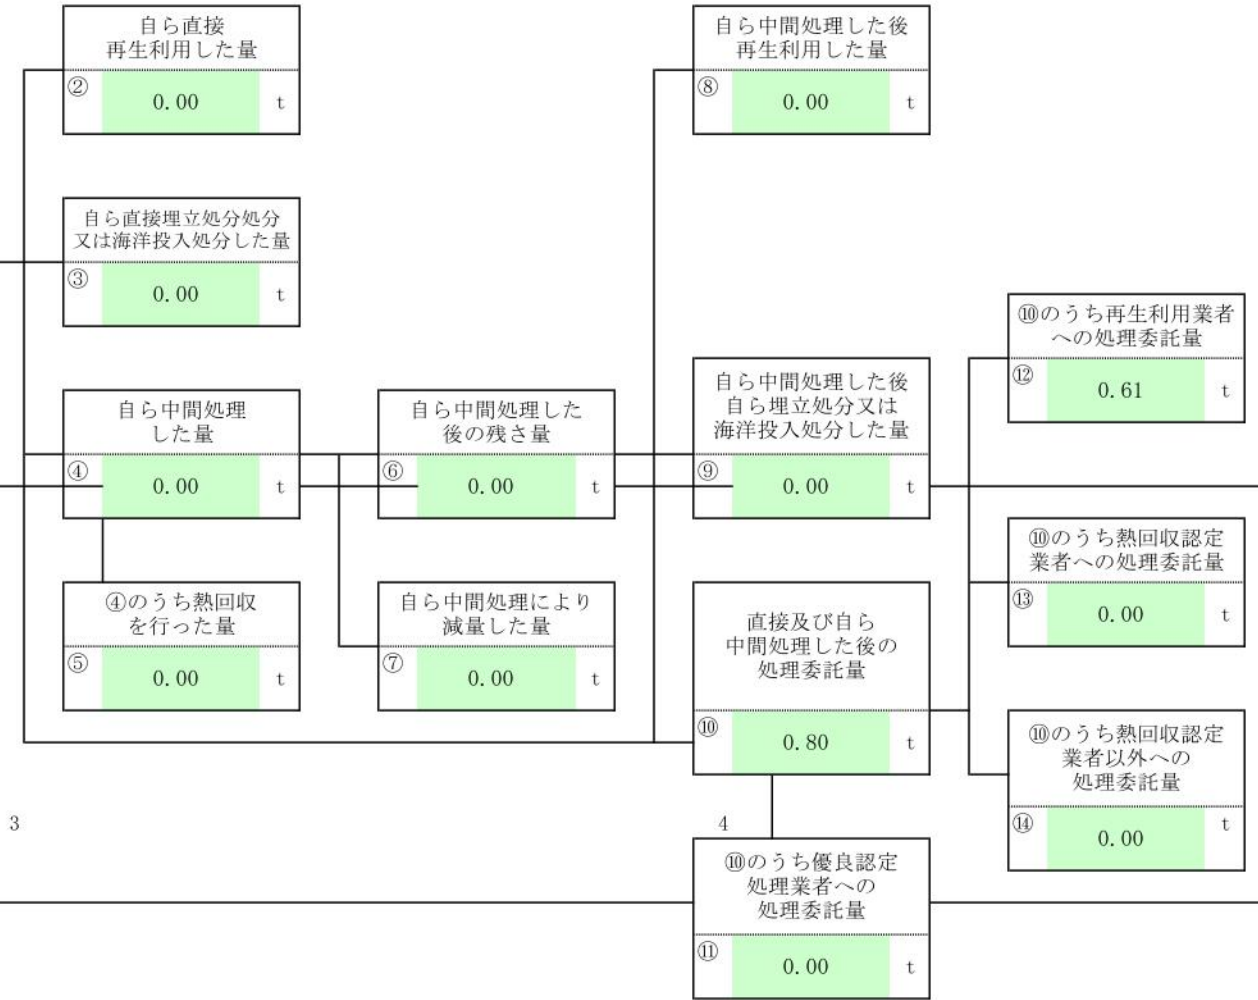 自ら直接
再生利用した量
② 0.00 t
自ら中間処理した後
再生利用した量
⑧ 0.00 t
自ら直接埋立処分処分
又は海洋投入処分した量
③ 0.00 t
⑩のうち再生利用業者
への処理委託量
⑫ 0.61 t
自ら中間処理
した量
④ 0.00 t
自ら中間処理した
後の残さ量
⑥ 0.00 t
自ら中間処理した後
自ら埋立処分又は
海洋投入処分した量
⑨ 0.00 t
⑩のうち熱回収認定
業者への処理委託量
⑬ 0.00 t
④のうち熱回収
を行った量
⑤ 0.00 t
自ら中間処理により
減量した量
⑦ 0.00 t
直接及び自ら
中間処理した後の
処理委託量
⑩ 0.80 t
⑩のうち熱回収認定
業者以外への
処理委託量
⑭ 0.00 t
3
4
⑩のうち優良認定
処理業者への
処理委託量
⑪ 0.00 t